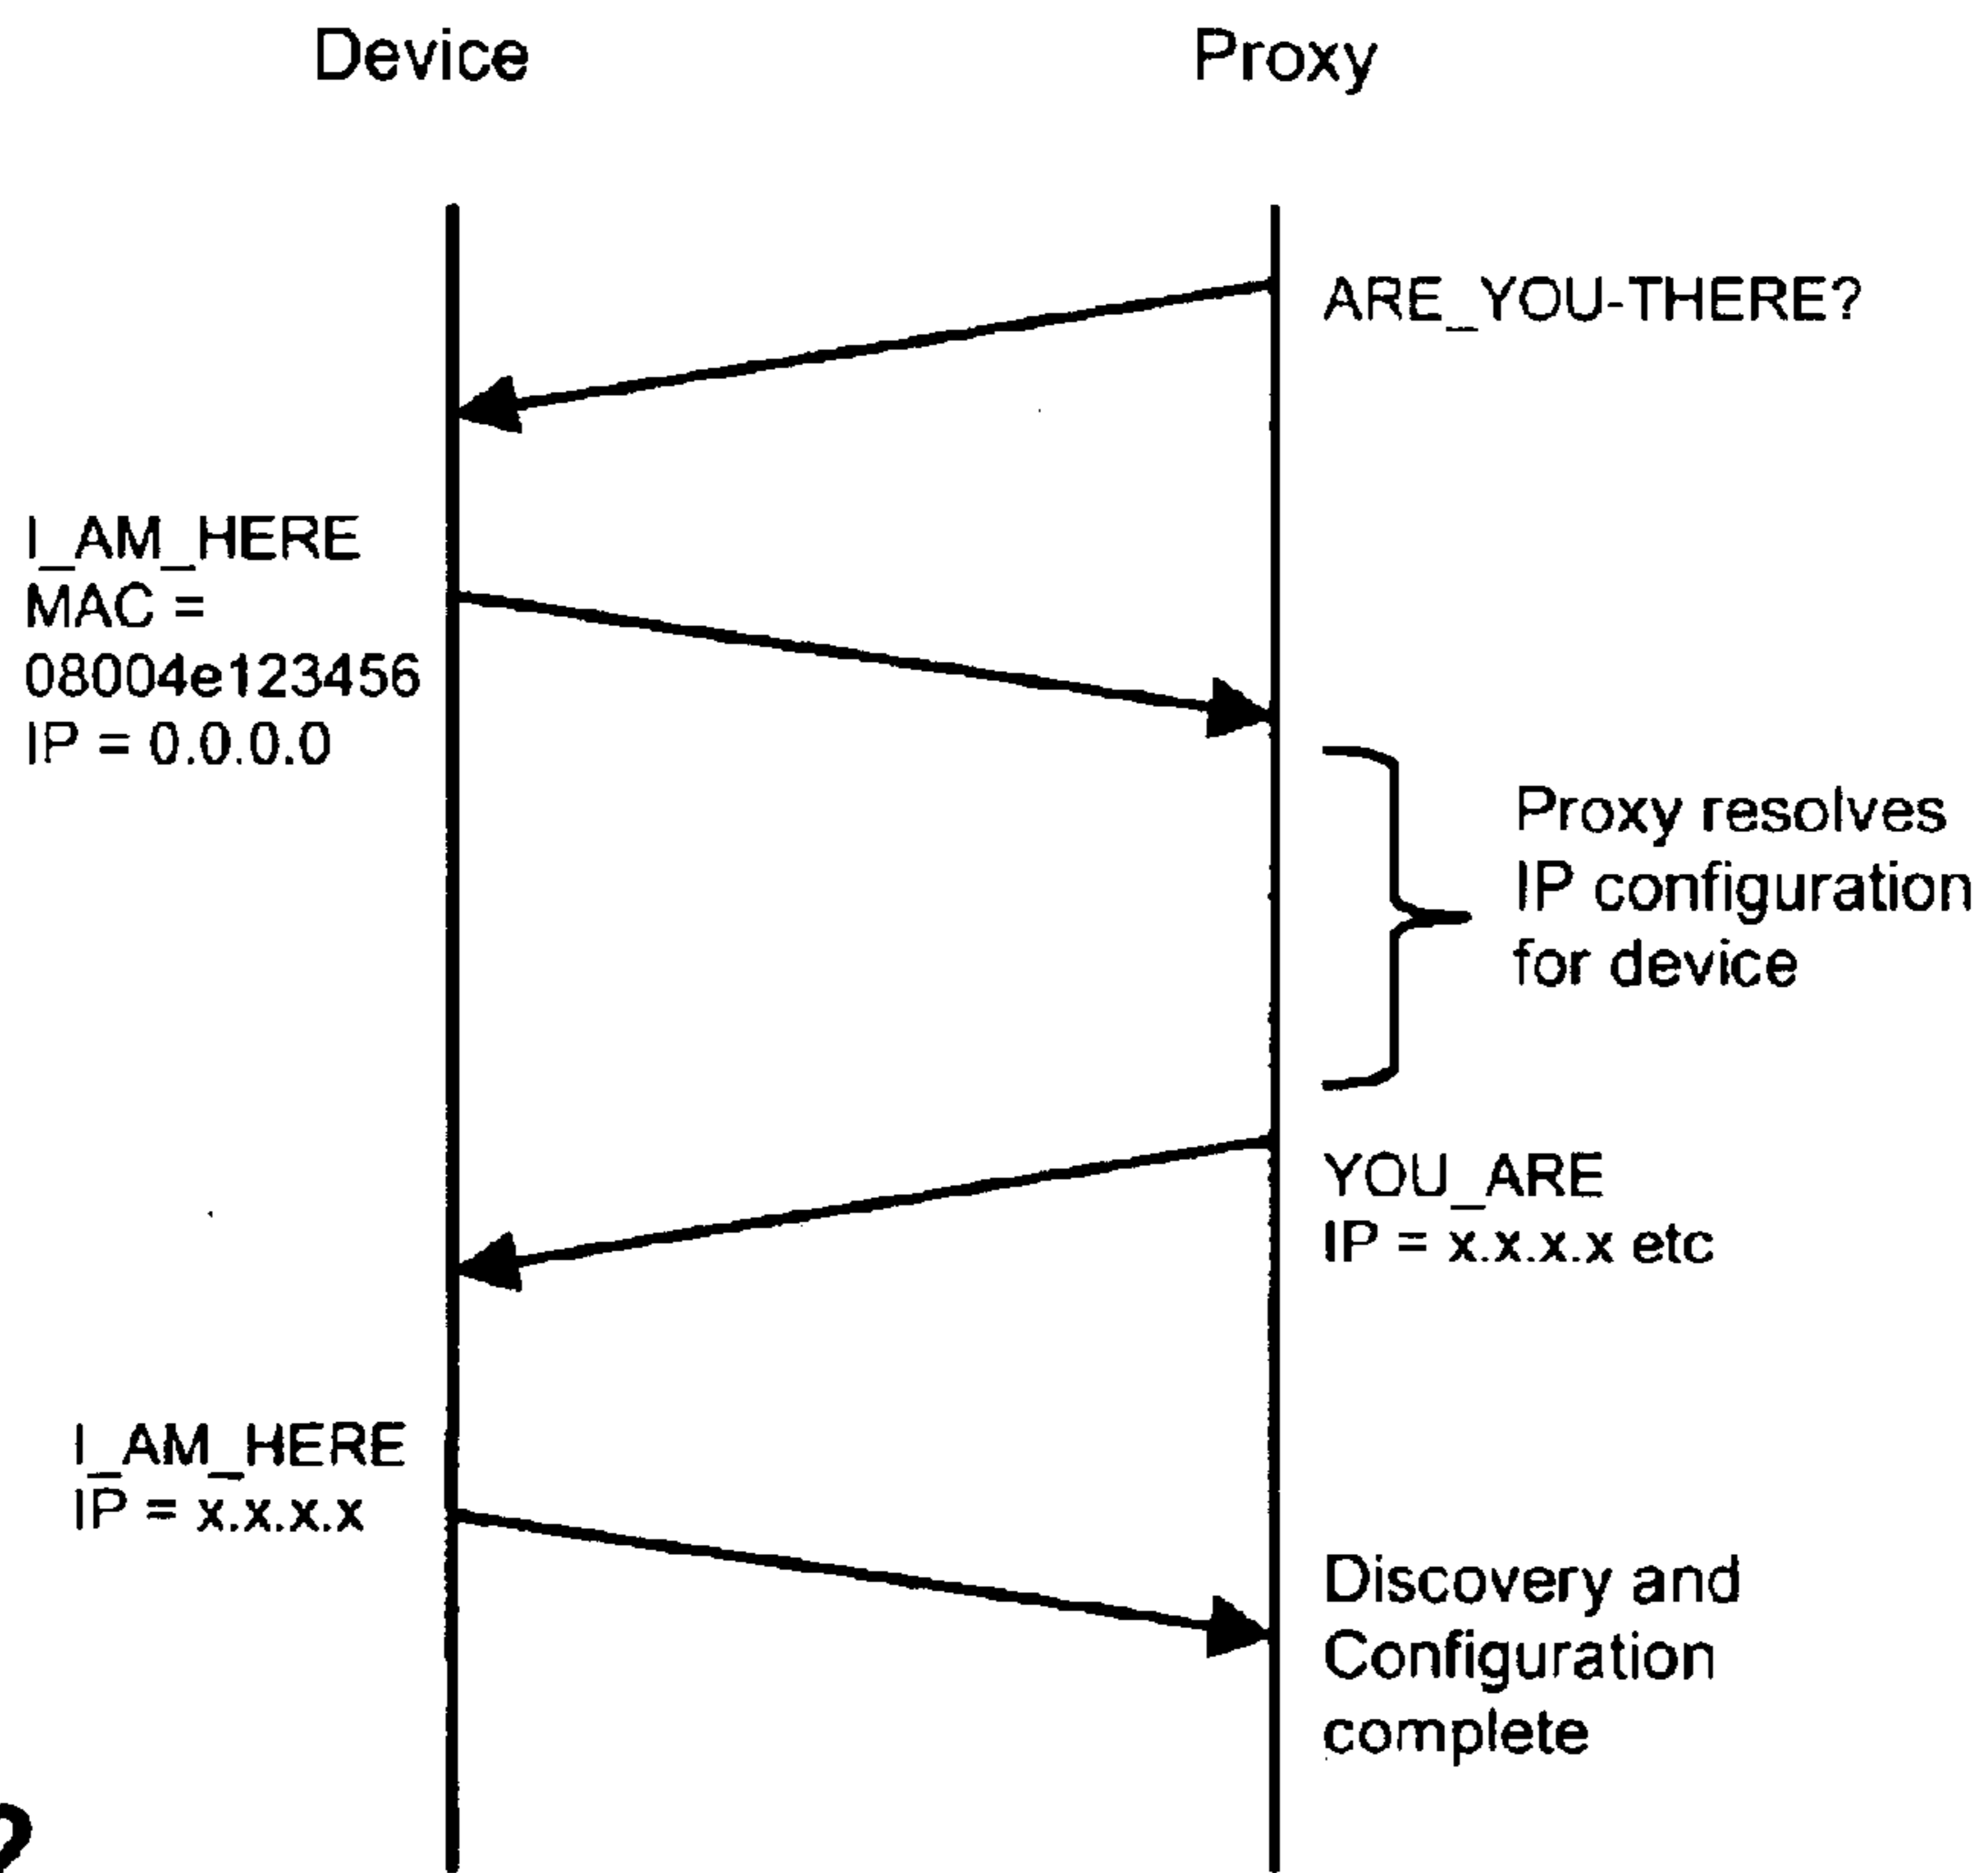 Device
Proxy
ARE_YOU-THERE?
I_AM_HERE
MAC =
08004e123456
IP = 0.0.0.0
Proxy resolves
IP configuration
for device
YOU_ARE
IP = x.x.x.x etc
I_AM_HERE
IP = x.x.x.x
Discovery and
Configuration
complete